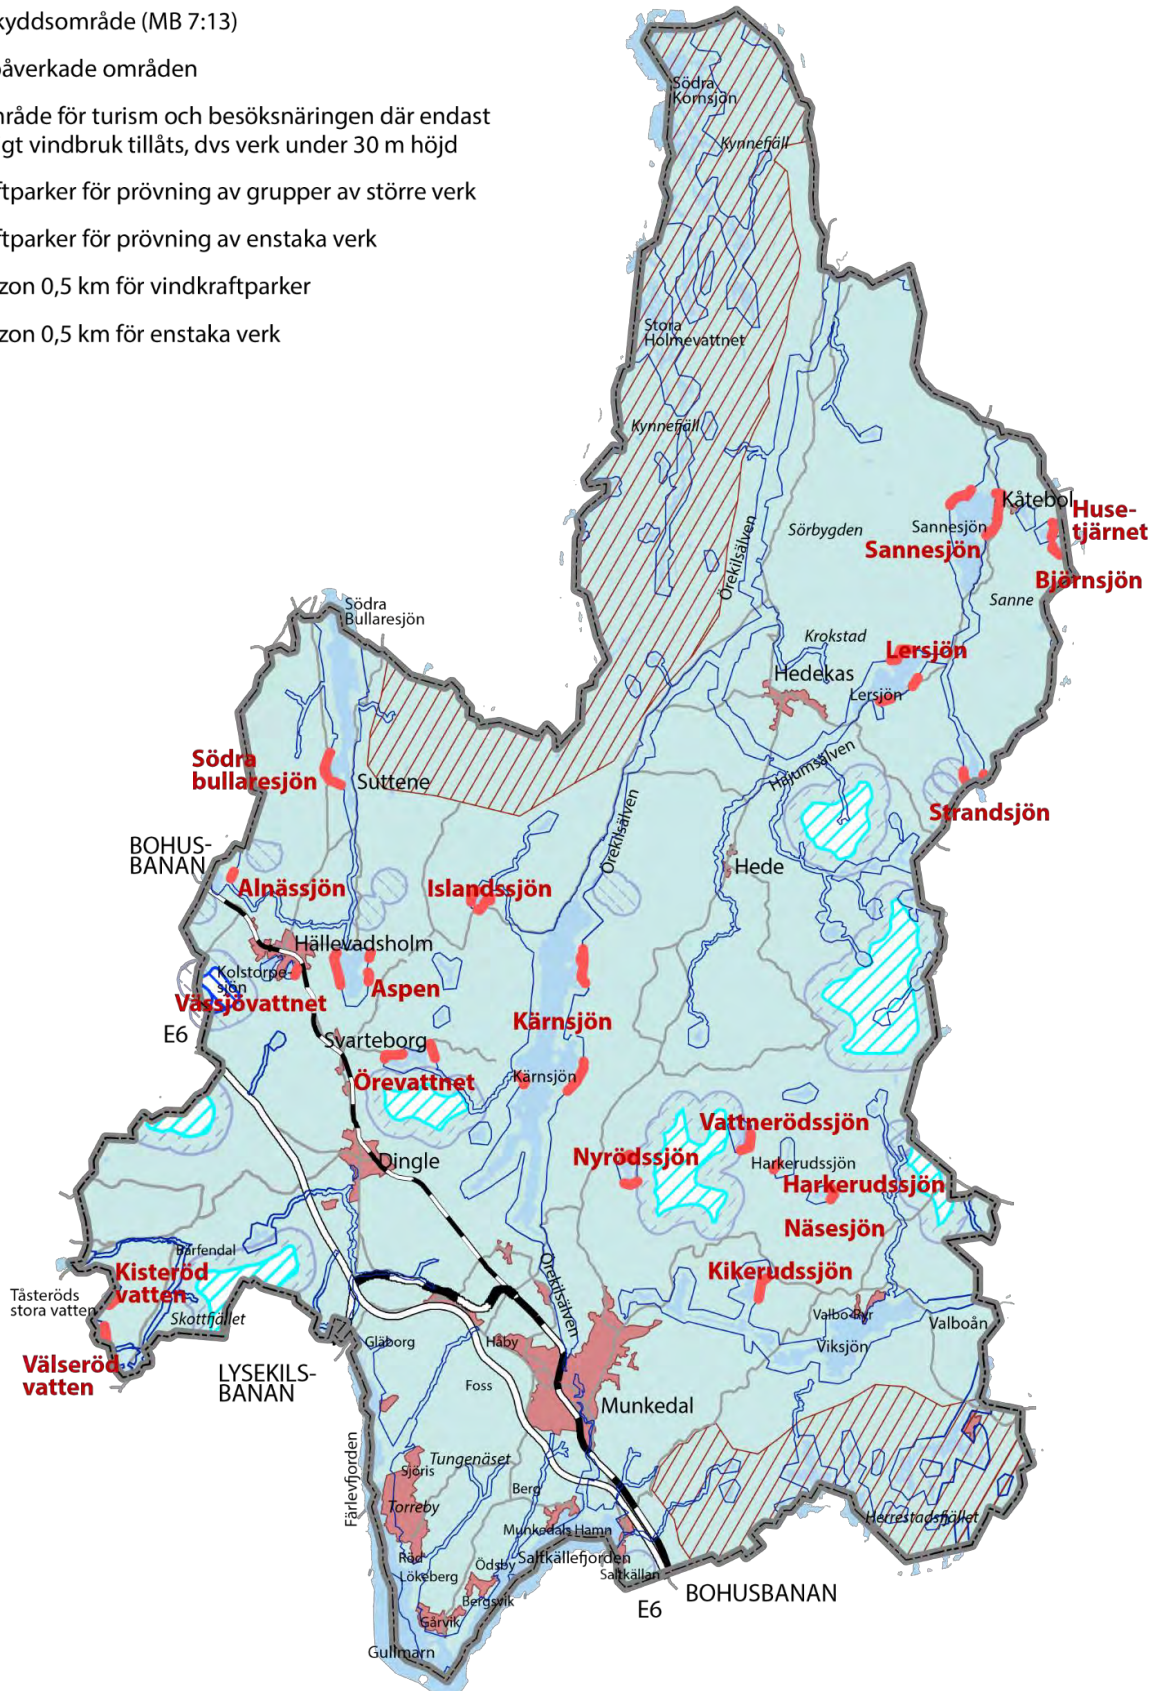 kyddsområde (MB 7:13)
påverkade områden
nråde för turism och besöksnäringen där endast
gt vindbruk tillåts, dvs verk under 30 m höjd
ftparker för prövning av grupper av större verk
ftparker för prövning av enstaka verk
zon 0,5 km för vindkraftparker
zon 0,5 km för enstaka verk
Södra
Kornsjön
Kynnefjäll
Stora
Holmevattnet
Kynnefjäll
Örekilsälven
Sörbygden
Kåtebol
Sannesjön
Sannesjön
Huse-
tjärnet
Björnsjön
Sanne
Södra
Bullaresjön
Krokstad
Lersjön
Hedekas
Lersjön
Hajumsälven
Södra
bullaresjön
Suttene
Strandsjön
Örekilsälven
BOHUS-
BANAN
Hede
Alnässjön
Islandssjön
Hällevadsholm
Kolstorpe-
sjön
Aspen
Vässjövattnet
E6
Kärnsjön
Svarteborg
Örevattnet
Kärnsjön
Vattnerödssjön
Nyrödssjön
Dingle
Harkerudssjön
Harkerudssjön
Näsesjön
Bärfendal
Örekilsälven
Kisteröd
vatten
Kikerudssjön
Tåsteröds
stora vatten
Skottfjället
Valbo-Ryr
Valboån
Gläborg
Håby
Viksjön
Välseröd
vatten
LYSEKILS-
BANAN
Foss
Munkedal
Färlevfjorden
Tungenäset
Sjöris
Torreby
Berg
Herrestadsfjället
Munkedals Hamn
Röd
Lökeberg
Ödsby
Saltkällefjorden
Saltkällan
Bergsvik
BOHUSBANAN
E6
Gårvik
Gullmarn